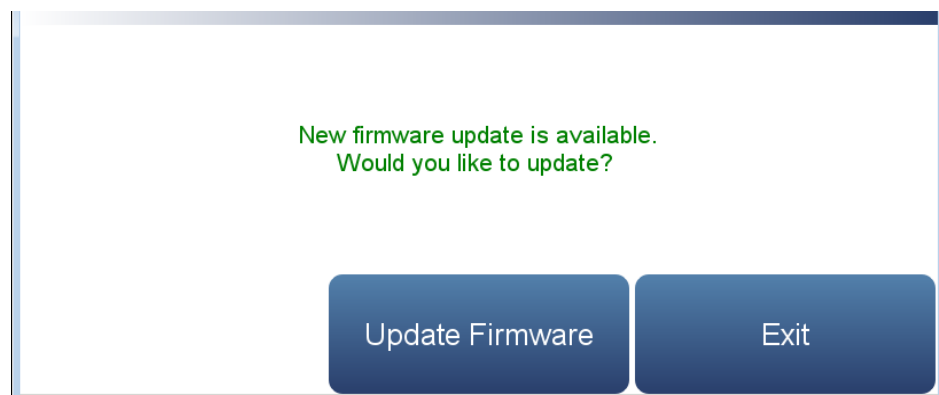 New firmware update is available.
Would you like to update?
Update Firmware
Exit